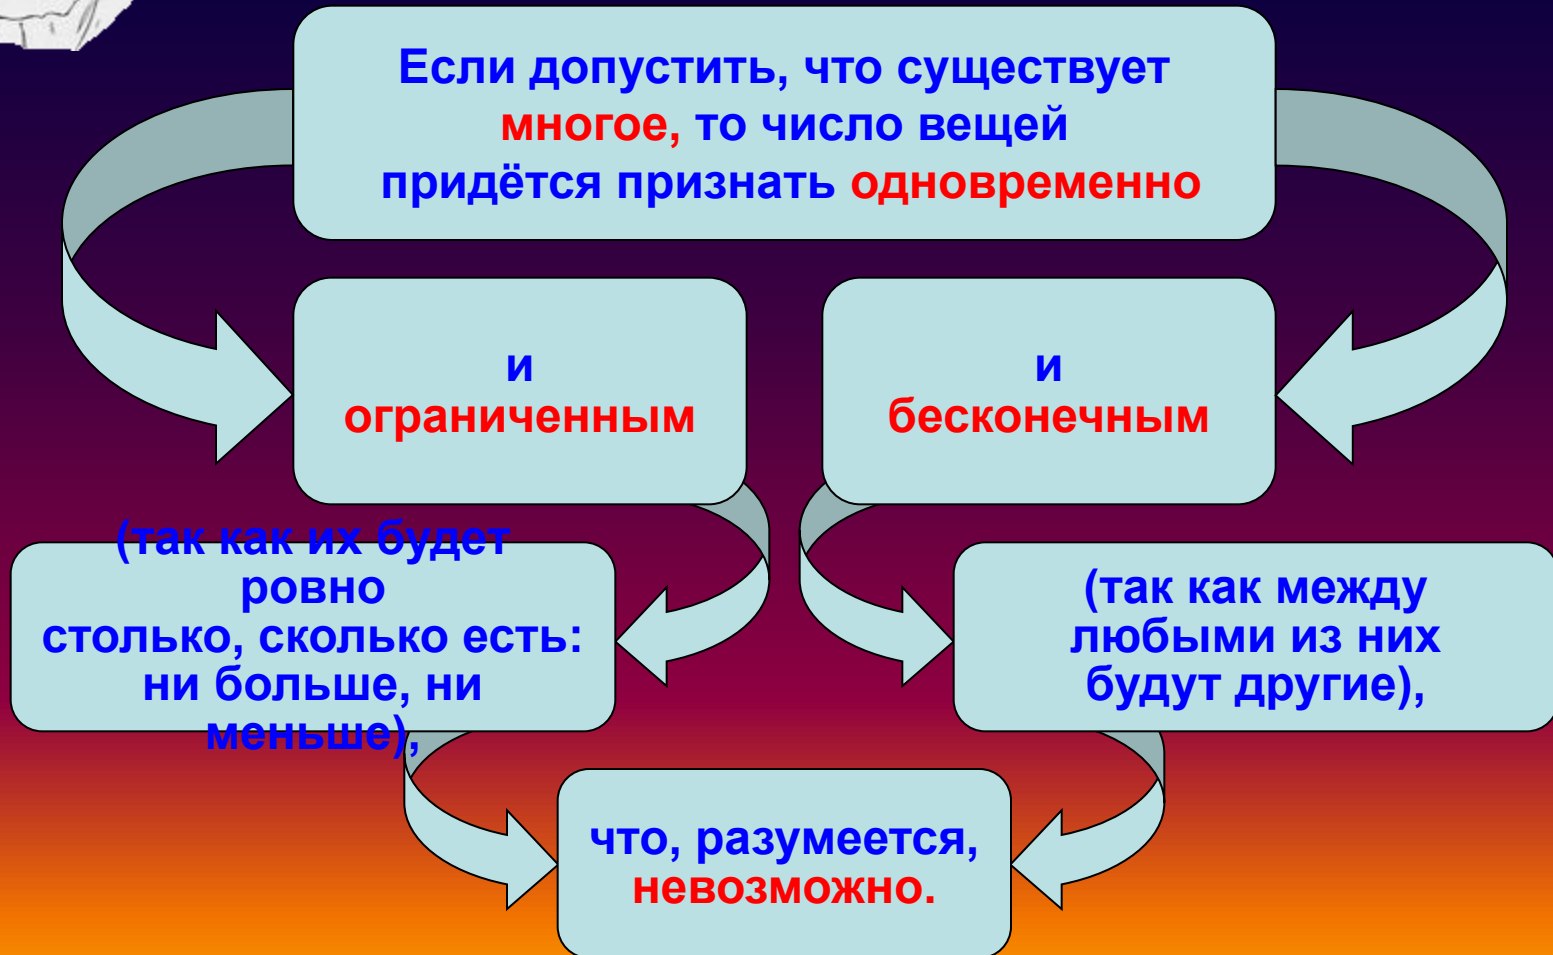 Если допустить, что существует
многое, то число вещей
придётся признать одновременно
и
ограниченным
и
бесконечным
(так как их будет
ровно
столько, сколько есть:
ни больше, ни
меньше),
(так как между
любыми из них
будут другие),
что, разумеется,
невозможно.